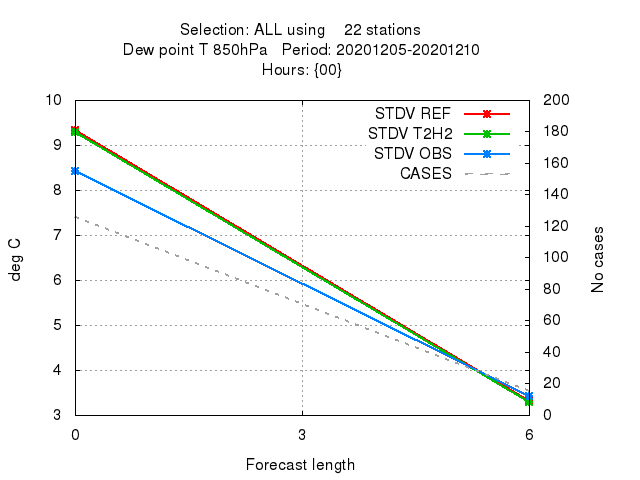 Selection: ALL using    22 stations
Dew point T 850hPa   Period: 20201205-20201210
Hours: {00}
STDV REF
STDV T2H2
STDV OBS
CASES
10
9
8
7
6
5
4
3
deg C
200
180
160
140
120
100
80
60
40
20
0
No cases
0 3 6
Forecast length